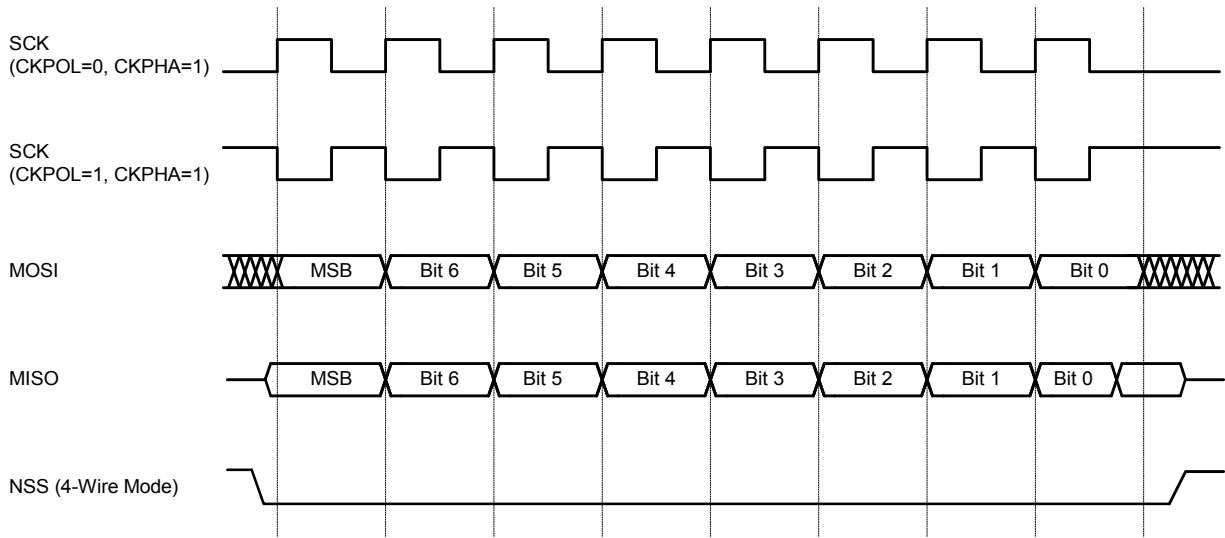 SCK
(CKPOL=0, CKPHA=1)
SCK
(CKPOL=1, CKPHA=1)
MOSI MSB Bit 6 Bit 5 Bit 4 Bit 3 Bit 2 Bit 1 Bit 0
MISO MSB Bit 6 Bit 5 Bit 4 Bit 3 Bit 2 Bit 1 Bit 0
NSS (4-Wire Mode)